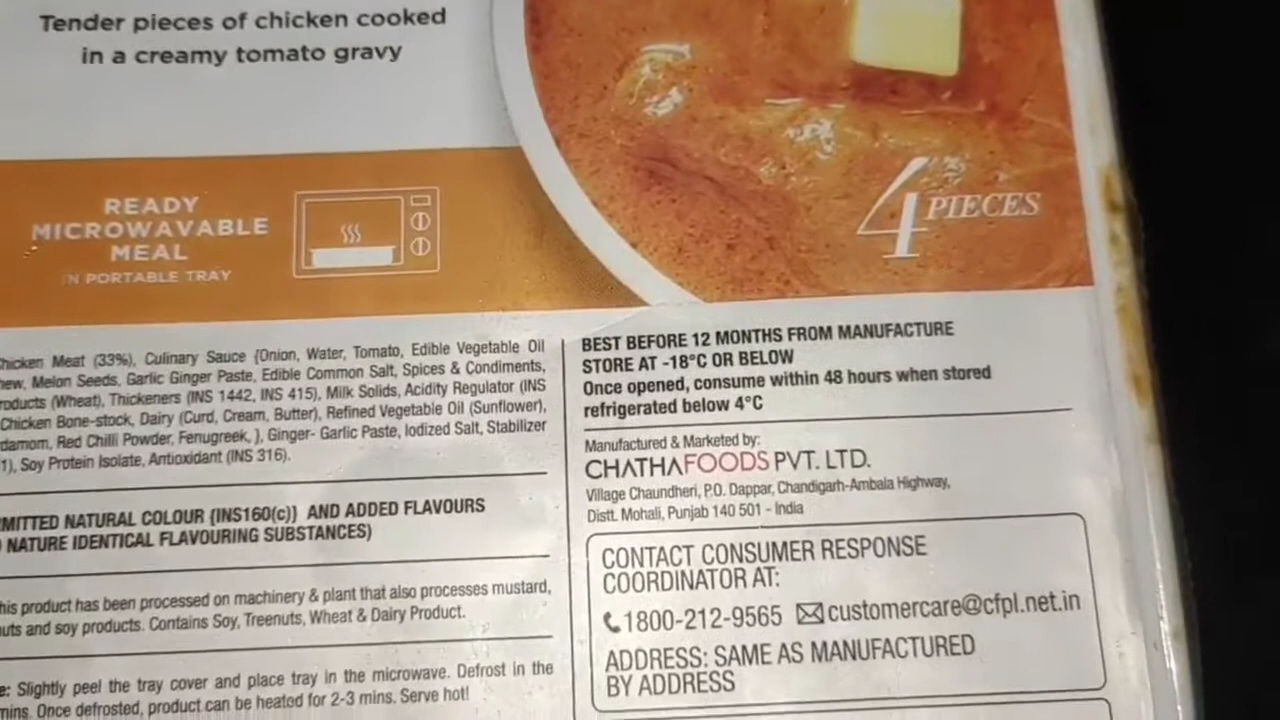 Tender pieces of chicken cooked
in a creamy tomato gravy
4 PIECES
READY
MICROWAVABLE
MEAL
IN PORTABLE TRAY
Chicken Meat (33%), Culinary Sauce {Onion, Water, Tomato, Edible Vegetable Oil
hew, Melon Seeds, Garlic Ginger Paste, Edible Common Salt, Spices & Condiments,
roducts (Wheat), Thickeners (INS 1442, INS 415), Milk Solids, Acidity Regulator (INS
Chicken Bone-stock, Dairy (Curd, Cream, Butter), Refined Vegetable Oil (Sunflower),
damom, Red Chilli Powder, Fenugreek, }, Ginger- Garlic Paste, Iodized Salt, Stabilizer
1), Soy Protein Isolate, Antioxidant (INS 316).
MITTED NATURAL COLOUR {INS160(c)} AND ADDED FLAVOURS
NATURE IDENTICAL FLAVOURING SUBSTANCES)
his product has been processed on machinery & plant that also processes mustard,
uts and soy products. Contains Soy, Treenuts, Wheat & Dairy Product.
e: Slightly peel the tray cover and place tray in the microwave. Defrost in the
mins. Once defrosted, product can be heated for 2-3 mins. Serve hot!
BEST BEFORE 12 MONTHS FROM MANUFACTURE
STORE AT -18°C OR BELOW
Once opened, consume within 48 hours when stored
refrigerated below 4°C
Manufactured & Marketed by:
CHATHAFOODS PVT. LTD.
Village Chaundheri, P.O. Dappar, Chandigarh-Ambala Highway,
Distt. Mohali, Punjab 140 501 - India
CONTACT CONSUMER RESPONSE
COORDINATOR AT:
1800-212-9565 customercare@cfpl.net.in
ADDRESS: SAME AS MANUFACTURED
BY ADDRESS